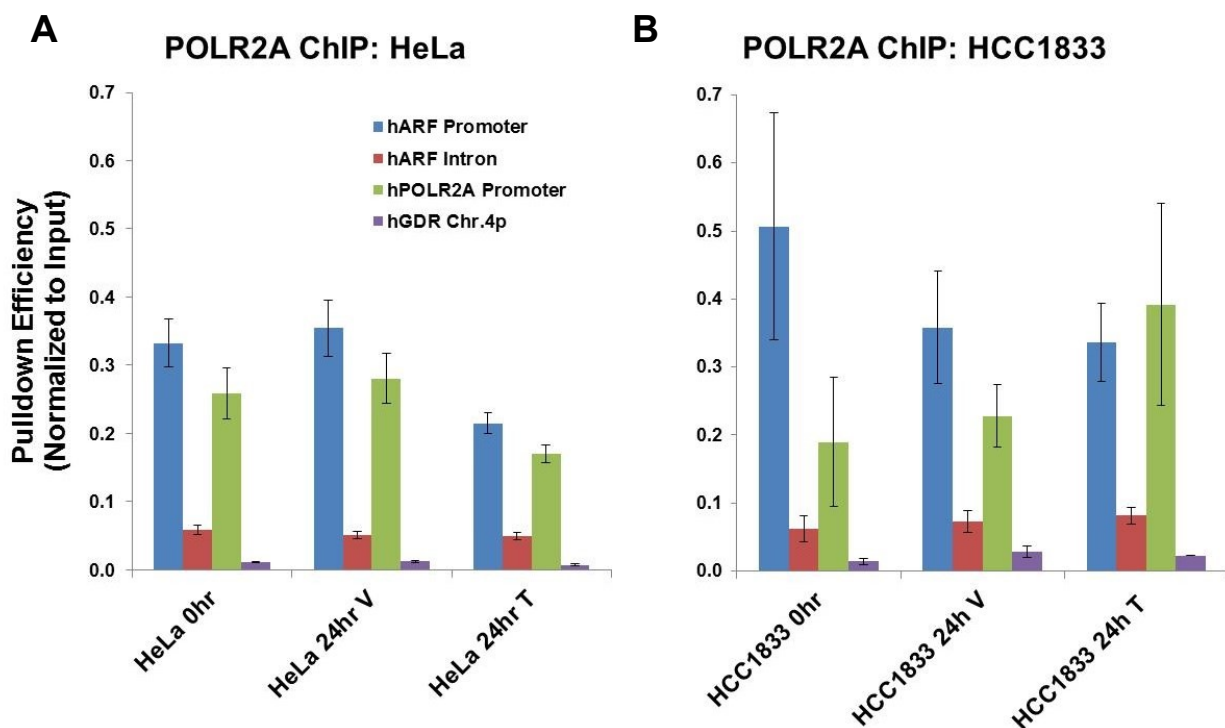 A
POLR2A ChIP: HeLa
Pulldown Efficiency
(Normalized to Input)
0.7
0.6
0.5
0.4
0.3
0.2
0.1
0.0
hARF Promoter
hARF Intron
hPOLR2A Promoter
hGDR Chr.4p
HeLa 0hr
HeLa 24hr V
HeLa 24hr T
B
POLR2A ChIP: HCC1833
0.7
0.6
0.5
0.4
0.3
0.2
0.1
0.0
HCC1833 0hr
HCC1833 24h V
HCC1833 24h T